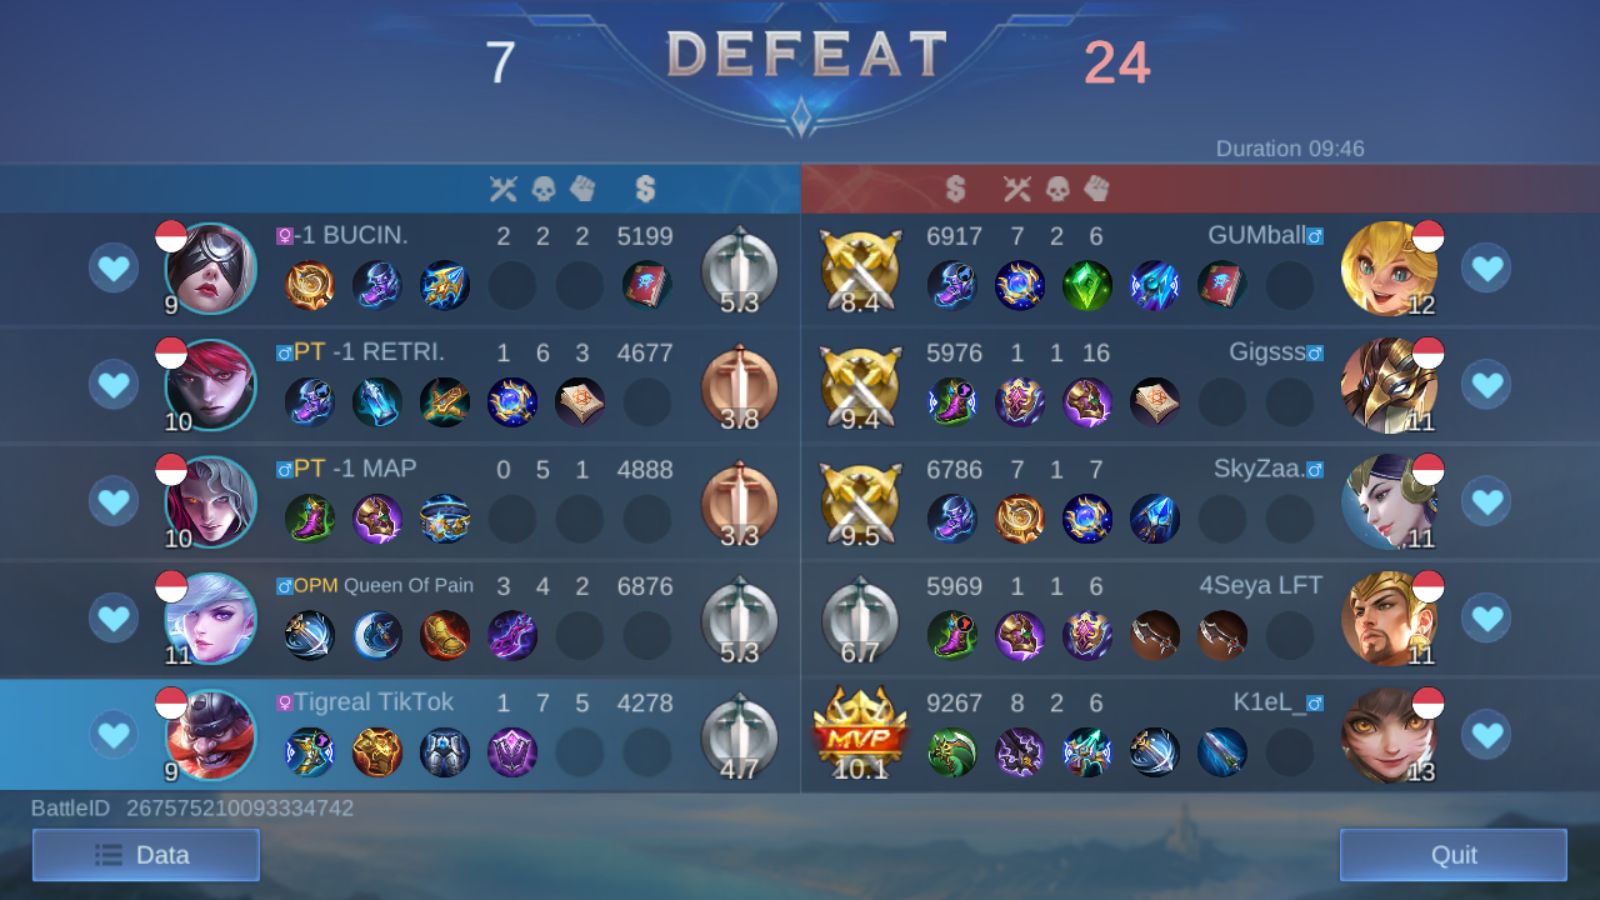 7 DEFEAT 24
Duration 09:46
-1 BUCIN. 2 2 2 5199
9 5.3
6917 7 2 6 GUMball
8.4 12
PT -1 RETRI. 1 6 3 4677
10 3.8
5976 1 1 16 Gigsss
9.4 11
PT -1 MAP 0 5 1 4888
10 3.3
6786 7 1 7 SkyZaa.
9.5 11
OPM Queen Of Pain 3 4 2 6876
11 5.3
5969 1 1 6 4Seya LFT
6.7 11
Tigreal TikTok 1 7 5 4278
9 4.7
9267 8 2 6 K1eL_
MVP
10.1 13
BattleID 267575210093334742
Data Quit